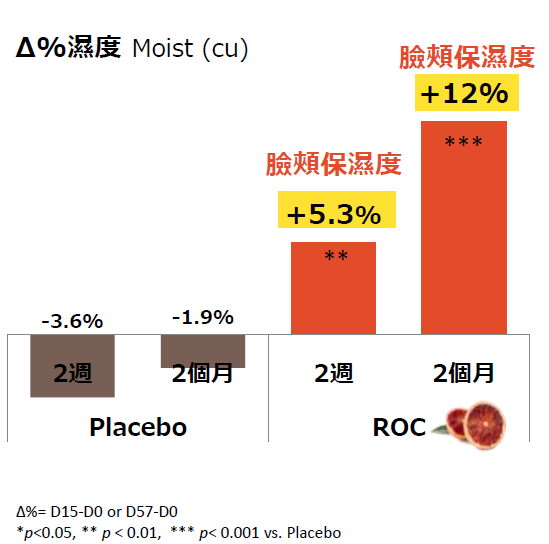 Δ%濕度 Moist (cu)
臉頰保濕度
+12%
***
臉頰保濕度
+5.3%
**
-3.6%
-1.9%
2週
2個月
2週
2個月
Placebo
ROC
Δ%= D15-D0 or D57-D0
*p<0.05, ** p < 0.01, *** p< 0.001 vs. Placebo